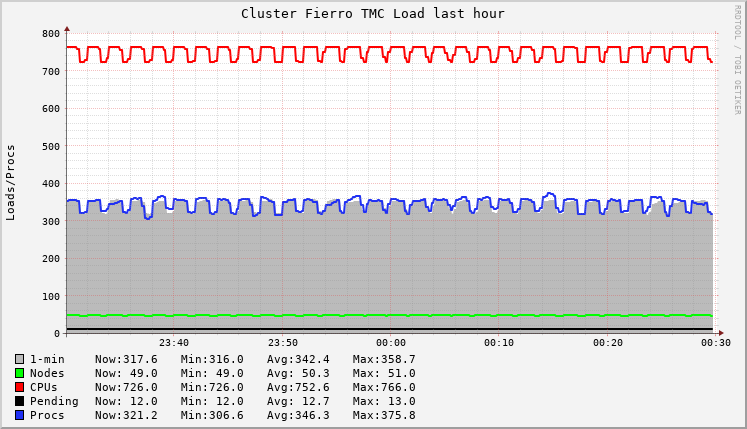 Cluster Fierro TMC Load last hour
RRDTOOL / TOBI OETIKER
Loads/Procs
800
700
600
500
400
300
200
100
0
23:40 23:50 00:00 00:10 00:20 00:30
1-min Now:317.6 Min:316.0 Avg:342.4 Max:358.7
Nodes Now: 49.0 Min: 49.0 Avg: 50.3 Max: 51.0
CPUs Now:726.0 Min:726.0 Avg:752.6 Max:766.0
Pending Now: 12.0 Min: 12.0 Avg: 12.7 Max: 13.0
Procs Now:321.2 Min:306.6 Avg:346.3 Max:375.8